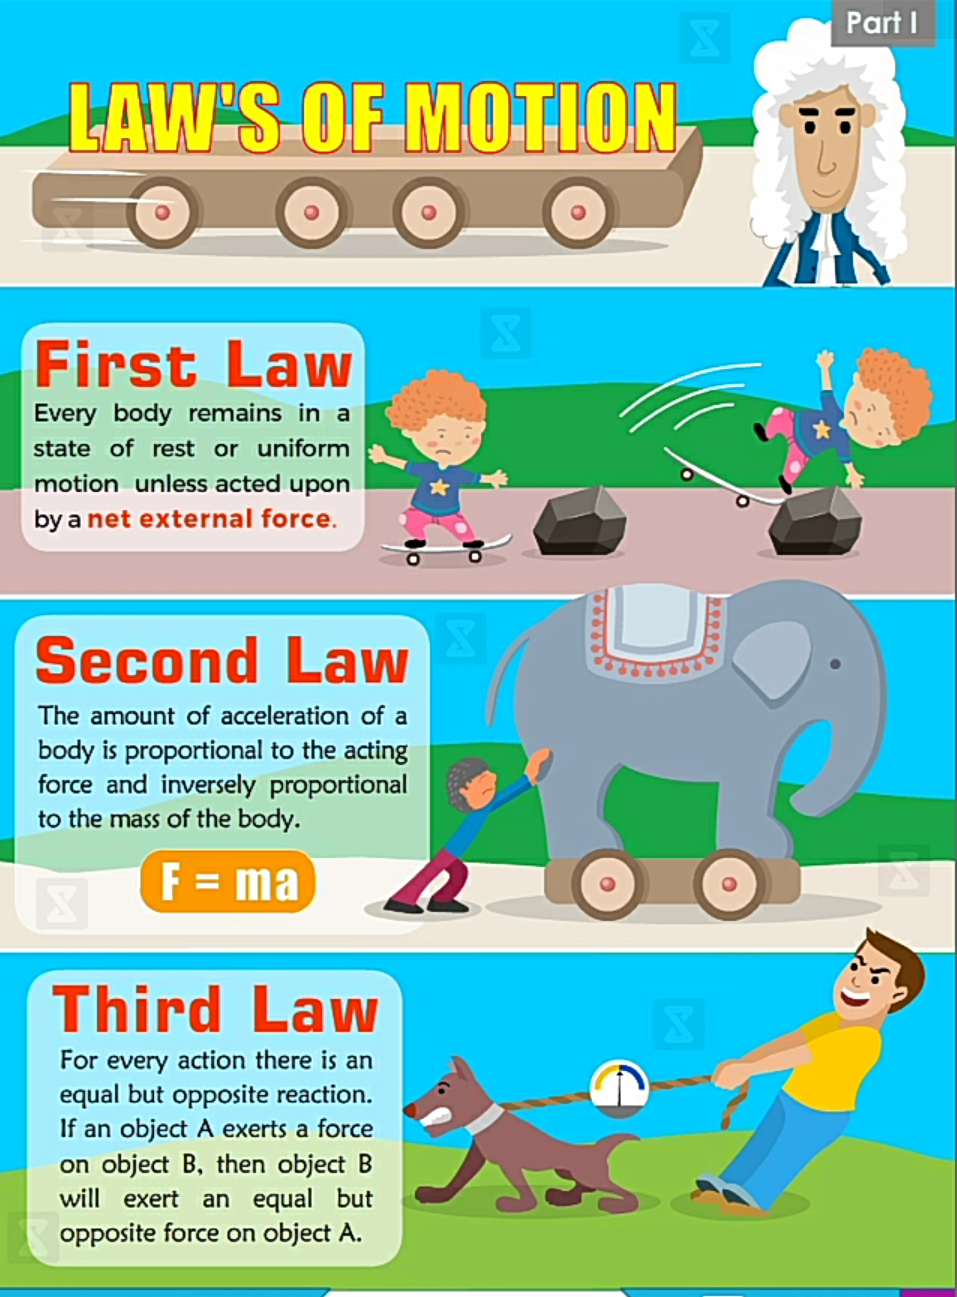 Part I
LAW'S OF MOTION
First Law
Every body remains in a
state of rest or uniform
motion unless acted upon
by a net external force.
Second Law
The amount of acceleration of a
body is proportional to the acting
force and inversely proportional
to the mass of the body.
F = ma
Third Law
For every action there is an
equal but opposite reaction.
If an object A exerts a force
on object B, then object B
will exert an equal but
opposite force on object A.